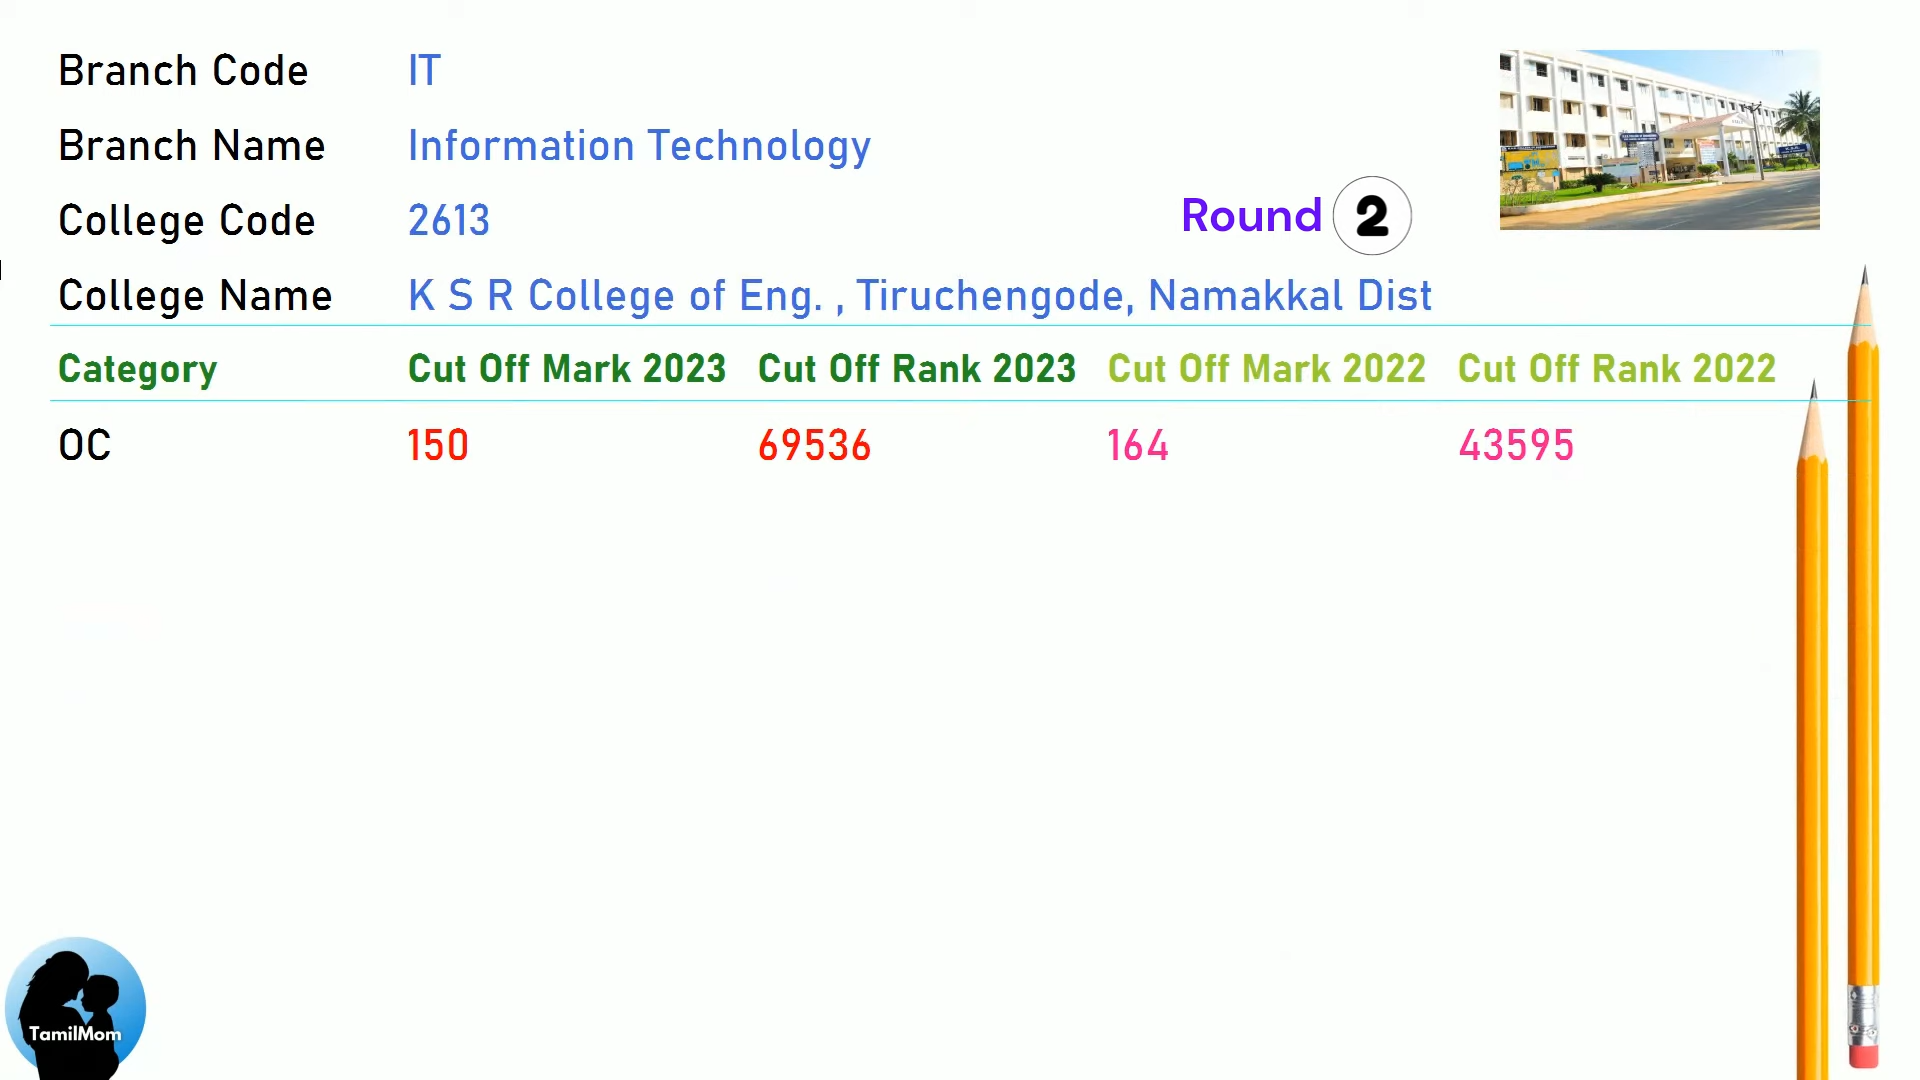 Branch Code IT
Branch Name Information Technology
College Code 2613
Round 2
College Name K S R College of Eng. , Tiruchengode, Namakkal Dist
Category Cut Off Mark 2023 Cut Off Rank 2023 Cut Off Mark 2022 Cut Off Rank 2022
OC 150 69536 164 43595
TamilMom